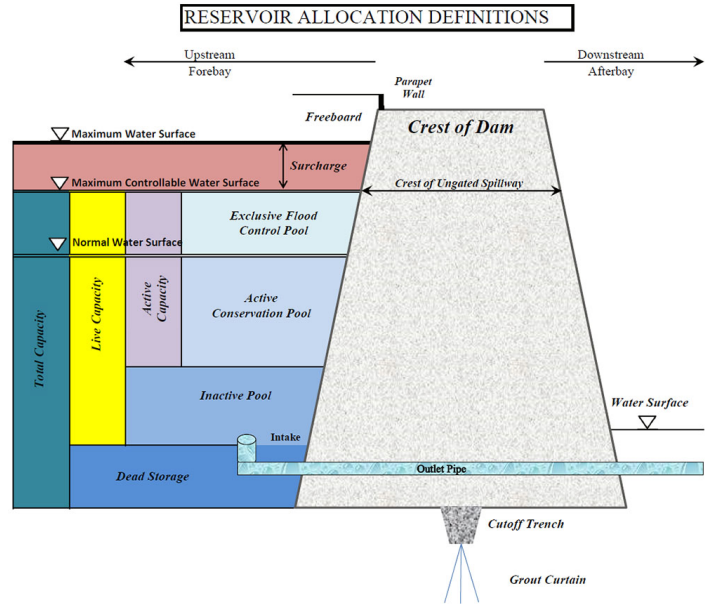 RESERVOIR ALLOCATION DEFINITIONS
Upstream
Forebay
Downstream
Afterbay
Parapet
Wall
Freeboard
Crest of Dam
Maximum Water Surface
Surcharge
Maximum Controllable Water Surface
Crest of Ungated Spillway
Exclusive Flood
Control Pool
Normal Water Surface
Total Capacity
Live Capacity
Active
Capacity
Active
Conservation Pool
Inactive Pool
Water Surface
Intake
Dead Storage
Outlet Pipe
Cutoff Trench
Grout Curtain